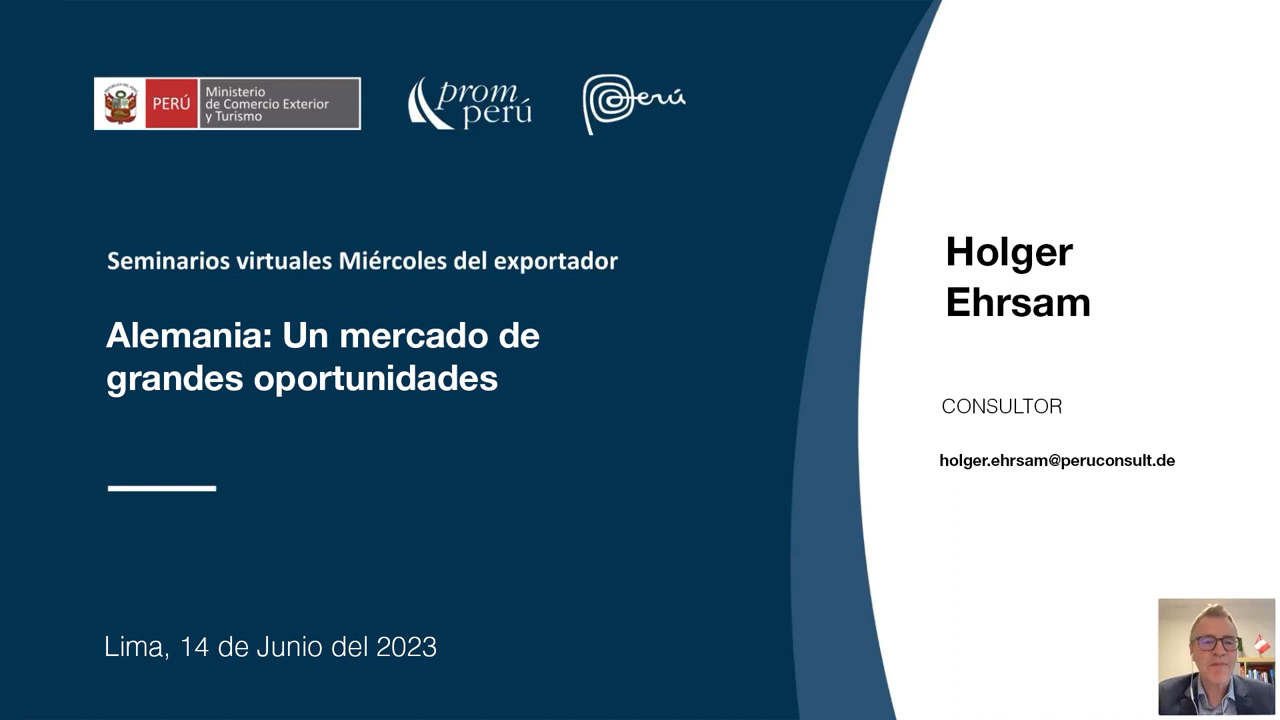 PERÚ
Ministerio
de Comercio Exterior
y Turismo
prom
perú
Perú
Seminarios virtuales Miércoles del exportador
Alemania: Un mercado de
grandes oportunidades
Lima, 14 de Junio del 2023
Holger
Ehrsam
CONSULTOR
holger.ehrsam@peruconsult.de